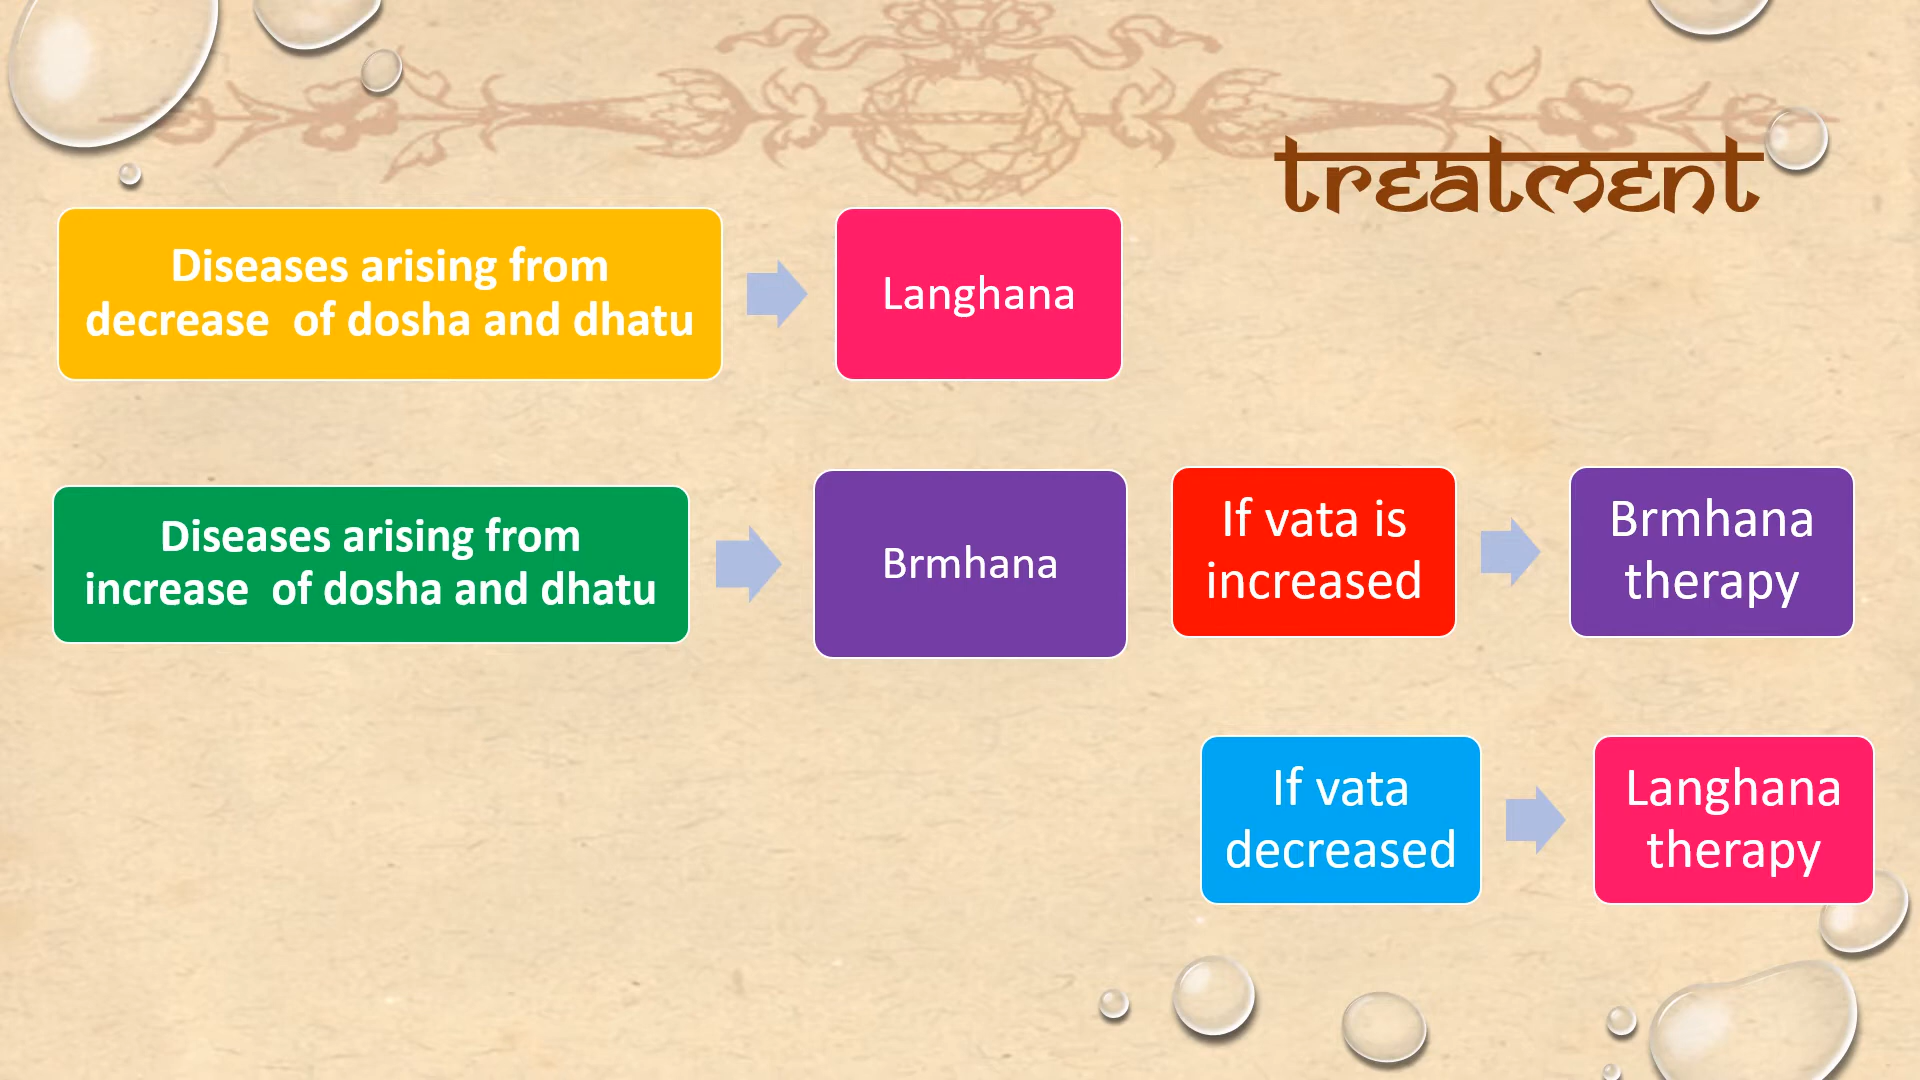 treatment
Diseases arising from
decrease of dosha and dhatu
Langhana
Diseases arising from
increase of dosha and dhatu
Brmhana
If vata is
increased
Brmhana
therapy
If vata
decreased
Langhana
therapy